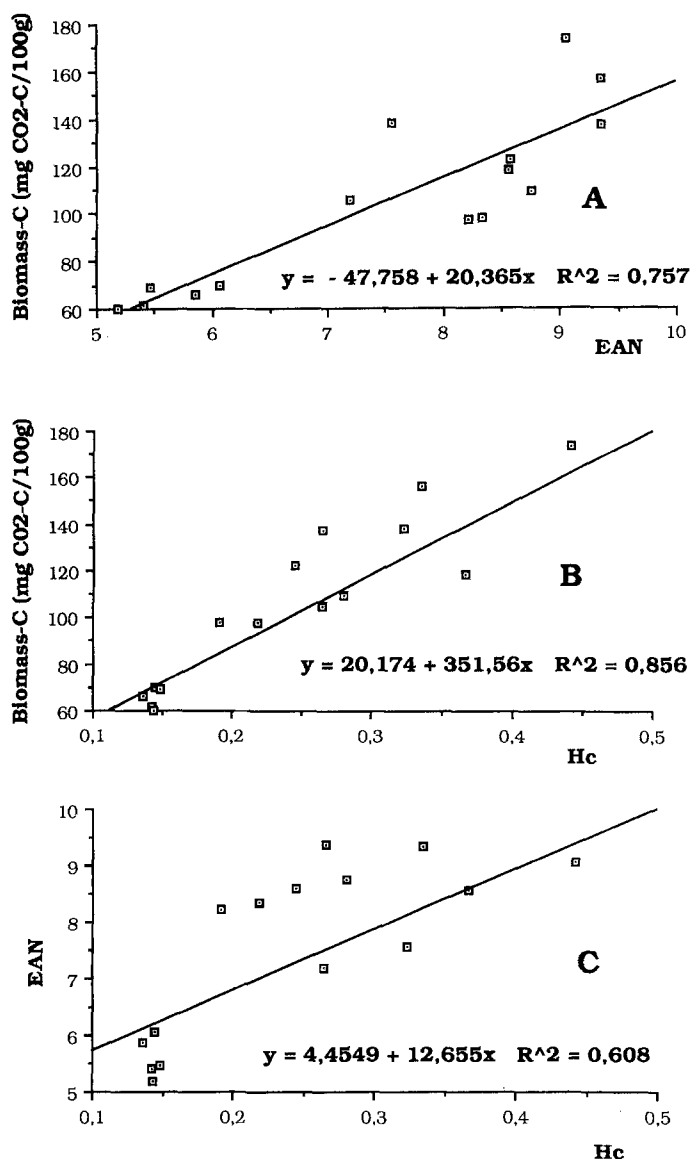 Biomass-C (mg CO2-C/100g)
180
160
140
120
100
80
60
A
y = - 47,758 + 20,365x R^2 = 0,757
5 6 7 8 9 10
EAN
Biomass-C (mg C02-C/100g)
180
160
140
120
100
80
60
B
y = 20,174 + 351,56x R^2 = 0,856
0,1 0,2 0,3 0,4 0,5
Hc
EAN
10
9
8
7
6
5
C
y = 4,4549 + 12,655x R^2 = 0,608
0,1 0,2 0,3 0,4 0,5
Hc